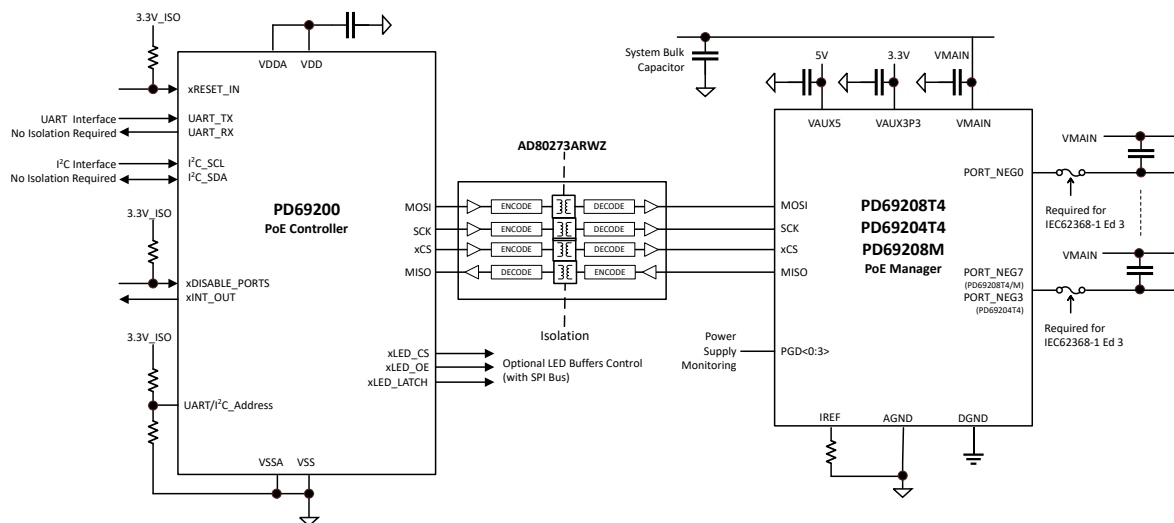 3.3V_ISO
VDDA
VDD
xRESET_IN
UART Interface
No Isolation Required
UART_TX
UART_RX
I²C Interface
No Isolation Required
I²C_SCL
I²C_SDA
3.3V_ISO
PD69200
PoE Controller
xDISABLE_PORTS
xINT_OUT
3.3V_ISO
UART/I²C_Address
VSSA
VSS
MOSI
SCK
xCS
MISO
xLED_CS
xLED_OE
xLED_LATCH
Optional LED Buffers Control
(with SPI Bus)
AD80273ARWZ
ENCODE
DECODE
ENCODE
DECODE
ENCODE
DECODE
DECODE
ENCODE
Isolation
System Bulk
Capacitor
5V
3.3V
VMAIN
VAUX5
VAUX3P3
VMAIN
MOSI
SCK
xCS
MISO
PD69208T4
PD69204T4
PD69208M
PoE Manager
Power
Supply
Monitoring
PGD<0:3>
IREF
AGND
DGND
PORT_NEG0
PORT_NEG7
(PD69208T4/M)
PORT_NEG3
(PD69204T4)
VMAIN
Required for
IEC62368-1 Ed 3
VMAIN
Required for
IEC62368-1 Ed 3